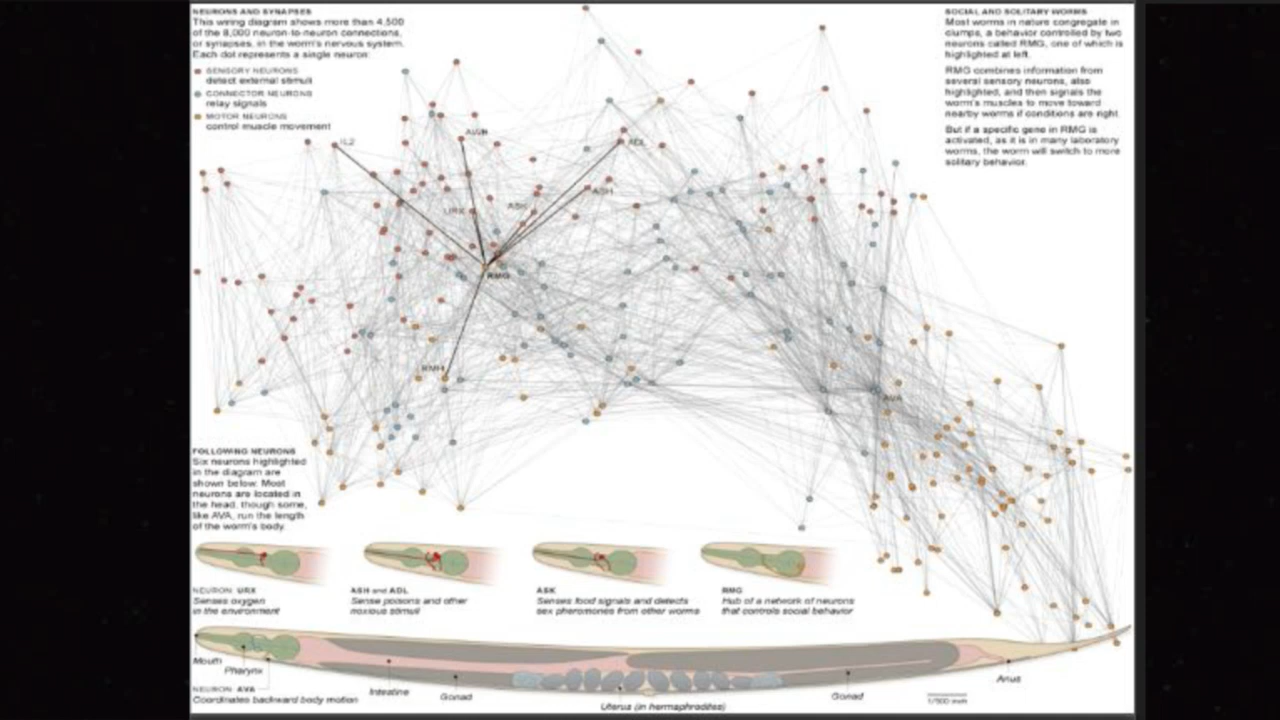 NEURONS AND SYNAPSES
This wiring diagram shows more than 4,500
of the 8,000 neuron-to-neuron connections,
or synapses, in the worm's nervous system.
Each dot represents a single neuron:
SENSORY NEURONS
detect external stimuli
CONNECTOR NEURONS
relay signals
MOTOR NEURONS
control muscle movement
SOCIAL AND SOLITARY WORMS
Most worms in nature congregate in
clumps, a behavior controlled by two
neurons called RMG, one of which is
highlighted at left.
RMG combines information from
several sensory neurons, also
highlighted, and then signals the
worm's muscles to move toward
nearby worms if conditions are right.
But if a specific gene in RMG is
activated, as it is in many laboratory
worms, the worm will switch to more
solitary behavior.
IL2
AWB
ADL
ASH
ASK
URX
RMG
RMH
AVA
FOLLOWING NEURONS
Six neurons highlighted
in the diagram are
shown below. Most
neurons are located in
the head, though some,
like AVA, run the length
of the worm's body.
NEURON: URX
Senses oxygen
in the environment
ASH and ADL
Sense poisons and other
noxious stimuli
ASK
Senses food signals and detects
sex pheromones from other worms
RMG
Hub of a network of neurons
that controls social behavior
Mouth
Pharynx
NEURON: AVA
Coordinates backward body motion
Intestine
Gonad
Uterus (in hermaphrodites)
Gonad
Anus
1/500 inch